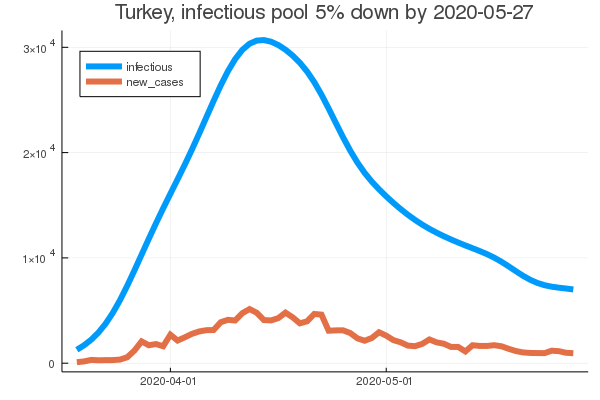 Turkey, infectious pool 5% down by 2020-05-27
3×10⁴
infectious
new_cases
2×10⁴
1×10⁴
0
2020-04-01 2020-05-01